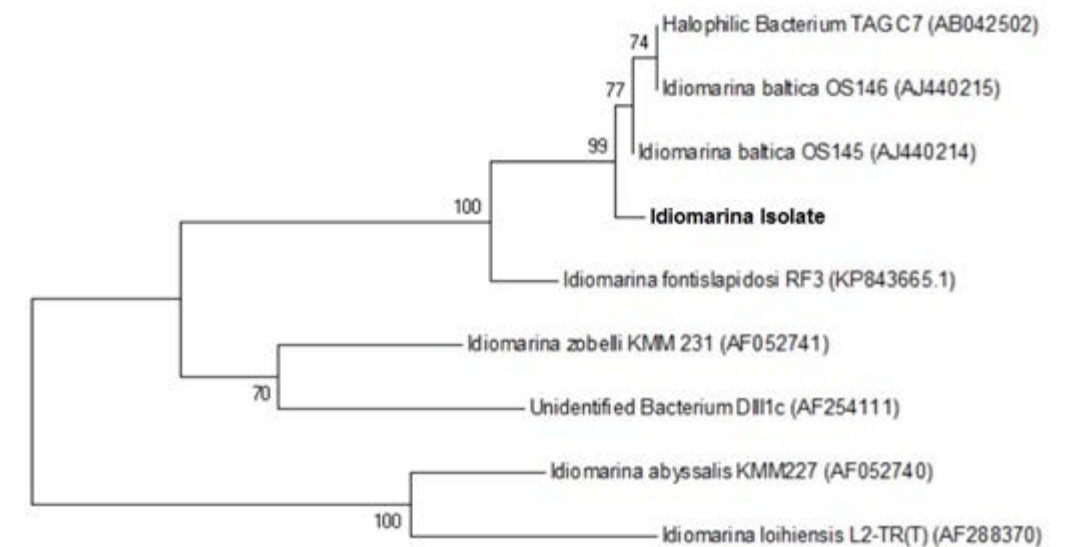 Halophilic Bacterium TAG C7 (AB042502)
74
Idiomarina baltica OS146 (AJ440215)
77
Idiomarina baltica OS145 (AJ440214)
99
Idiomarina Isolate
100
Idiomarina fontislapidosi RF3 (KP843665.1)
Idiomarina zobelli KMM 231 (AF052741)
70
Unidentified Bacterium DIII1c (AF254111)
Idiomarina abyssalis KMM227 (AF052740)
100
Idiomarina loihiensis L2-TR(T) (AF288370)